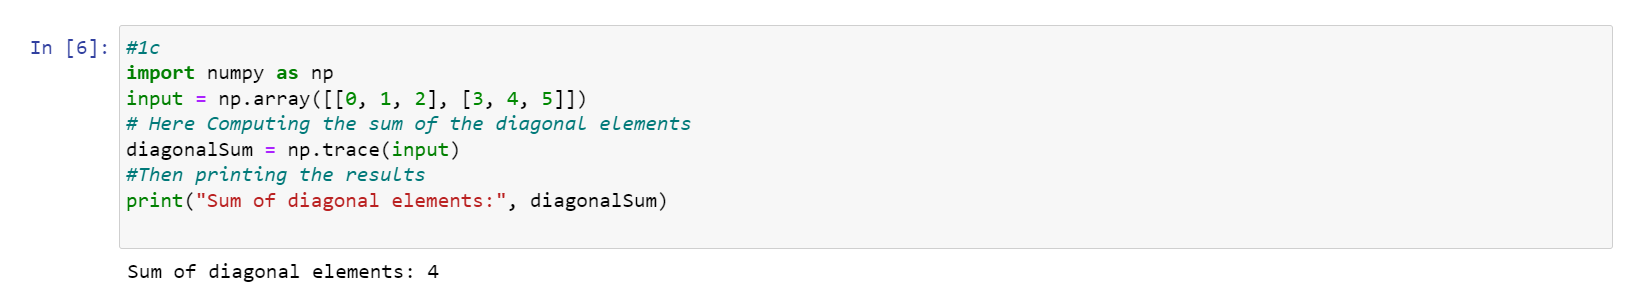 In [6]: #1c
import numpy as np
input = np.array([[0, 1, 2], [3, 4, 5]])
# Here Computing the sum of the diagonal elements
diagonalSum = np.trace(input)
#Then printing the results
print("Sum of diagonal elements:", diagonalSum)
Sum of diagonal elements: 4